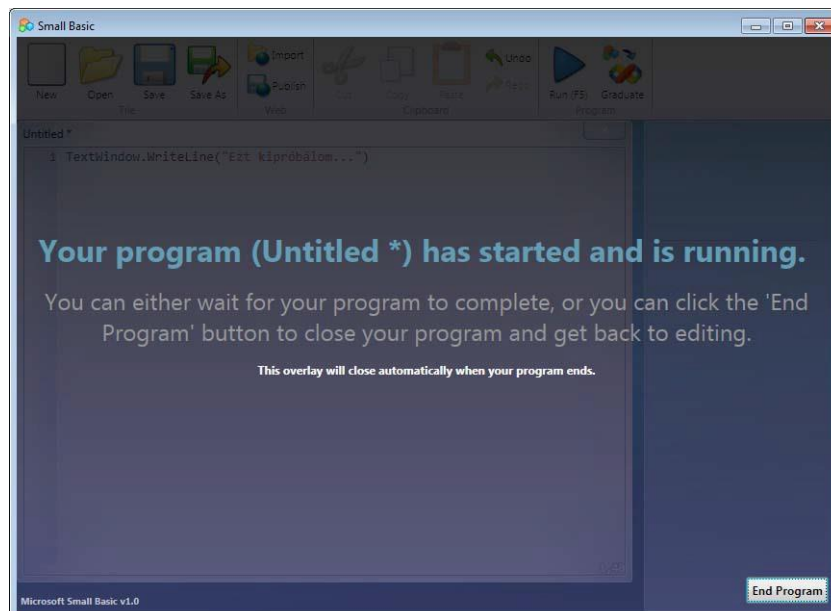 Small Basic
New Open Save Save As Import Publish Cut Copy Paste Undo Redo Run (F5) Graduate
File Web Clipboard Program
Untitled *
1 TextWindow.WriteLine("Ezt kipróbálom...")
Your program (Untitled *) has started and is running.
You can either wait for your program to complete, or you can click the 'End
Program' button to close your program and get back to editing.
This overlay will close automatically when your program ends.
Microsoft Small Basic v1.0
End Program